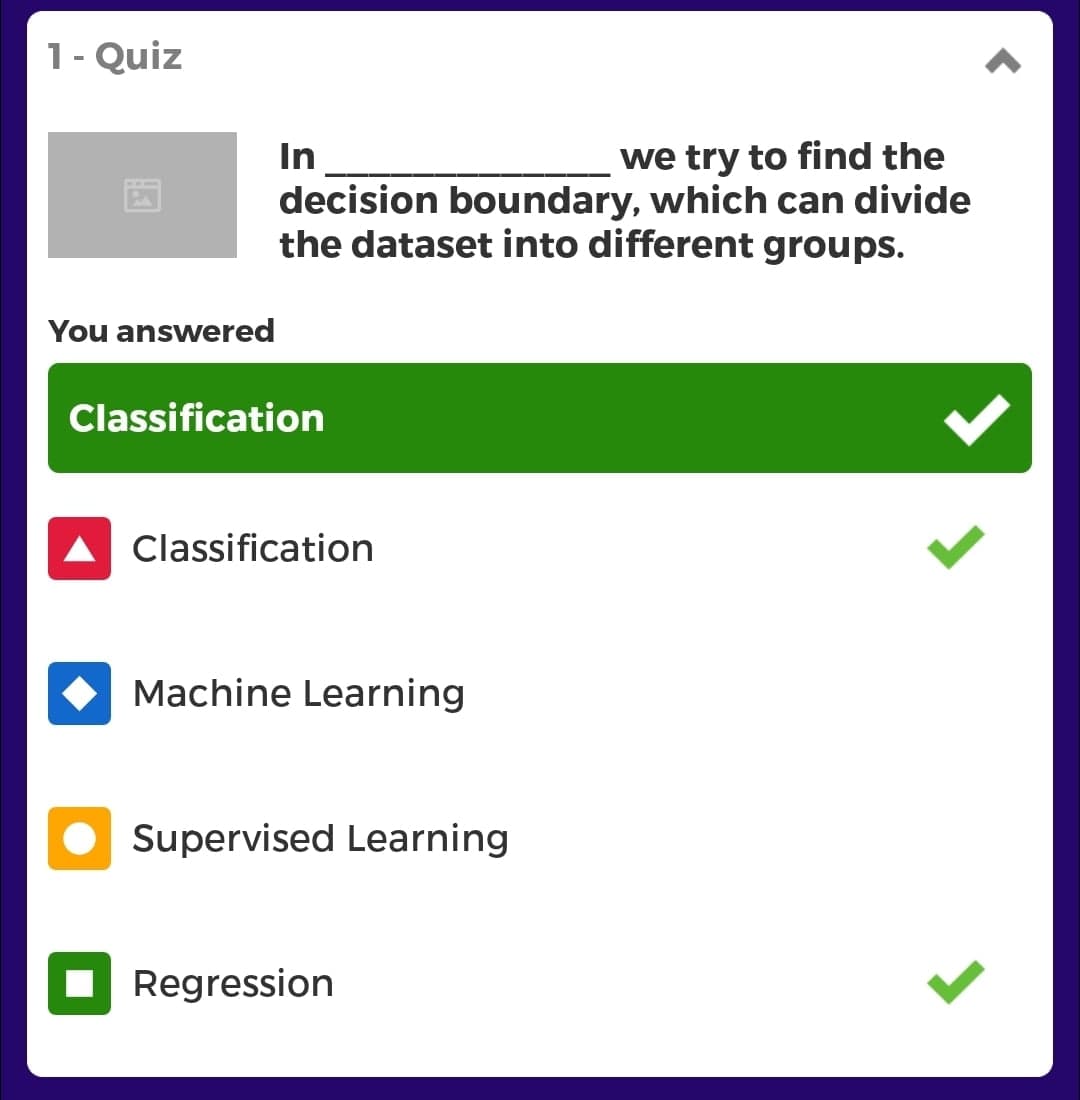 1 - Quiz
In _____________ we try to find the
decision boundary, which can divide
the dataset into different groups.
You answered
Classification
Classification
Machine Learning
Supervised Learning
Regression